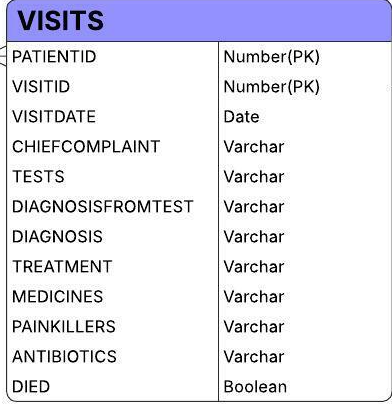 VISITS
PATIENTID Number(PK)
VISITID Number(PK)
VISITDATE Date
CHIEFCOMPLAINT Varchar
TESTS Varchar
DIAGNOSISFROMTEST Varchar
DIAGNOSIS Varchar
TREATMENT Varchar
MEDICINES Varchar
PAINKILLERS Varchar
ANTIBIOTICS Varchar
DIED Boolean